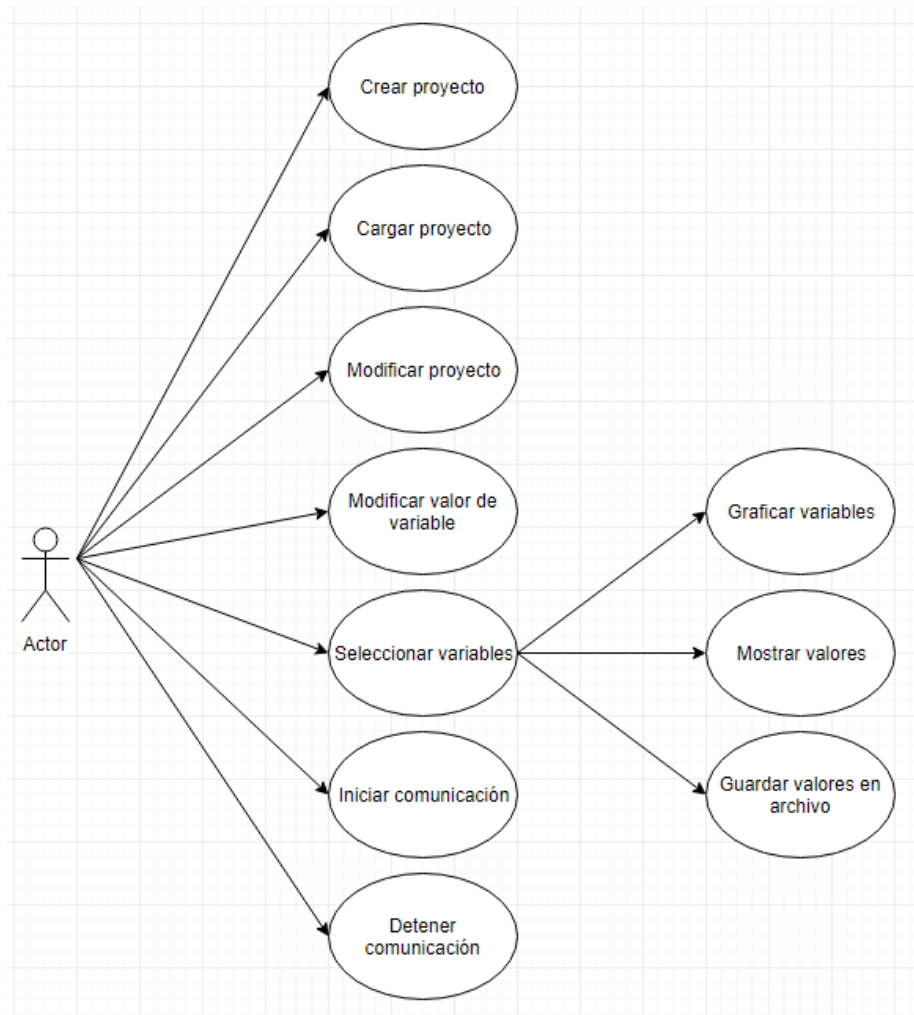 Crear proyecto
Cargar proyecto
Modificar proyecto
Modificar valor de
variable
Graficar variables
Actor
Seleccionar variables
Mostrar valores
Iniciar comunicación
Guardar valores en
archivo
Detener
comunicación